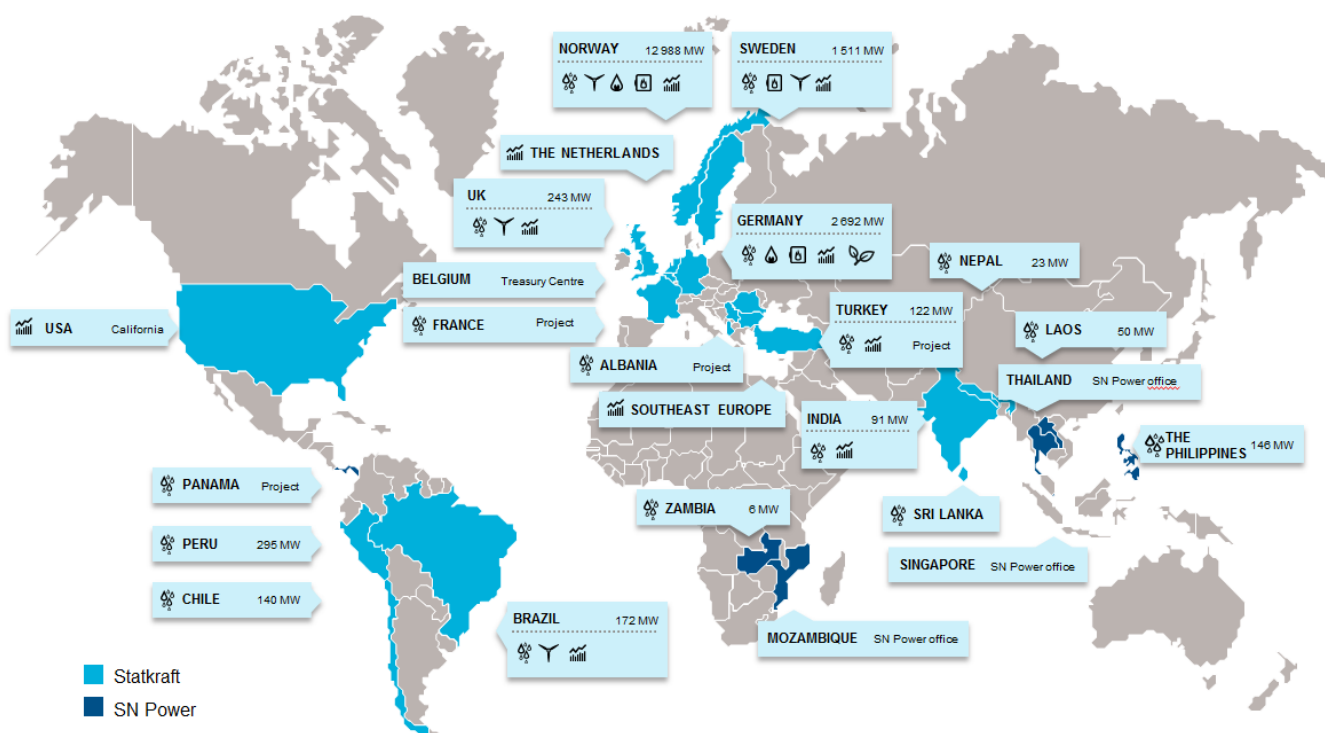 NORWAY 12 988 MW
SWEDEN 1 511 MW
THE NETHERLANDS
UK 243 MW
GERMANY 2 692 MW
BELGIUM Treasury Centre
NEPAL 23 MW
USA California
FRANCE Project
TURKEY 122 MW
Project
LAOS 50 MW
ALBANIA Project
THAILAND SN Power office
SOUTHEAST EUROPE
INDIA 91 MW
THE
PHILIPPINES 146 MW
PANAMA Project
ZAMBIA 6 MW
SRI LANKA
PERU 295 MW
SINGAPORE SN Power office
CHILE 140 MW
BRAZIL 172 MW
MOZAMBIQUE SN Power office
Statkraft
SN Power